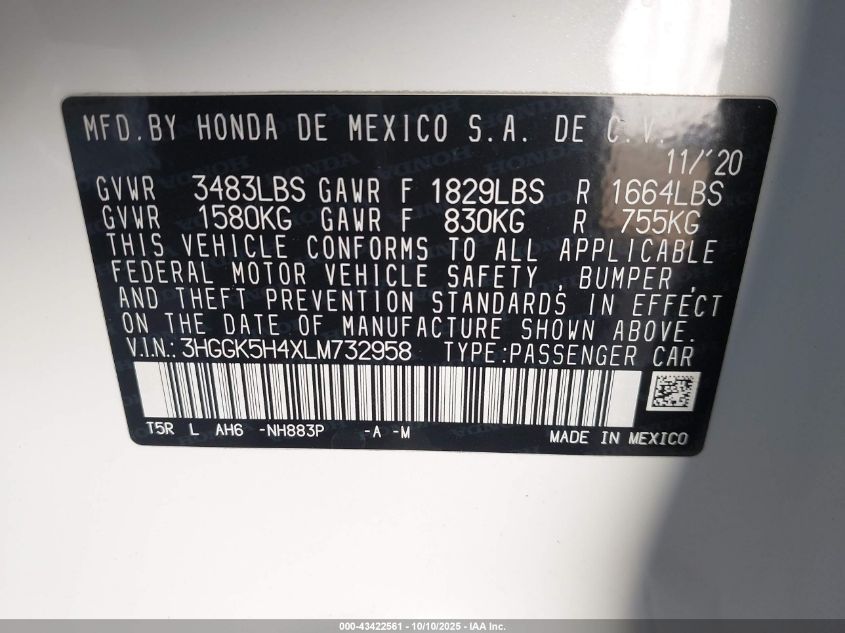 MFD.BY HONDA DE MEXICO S.A. DE C.V.
11/'20
GVWR 3483LBS GAWR F 1829LBS R 1664LBS
GVWR 1580KG GAWR F 830KG R 755KG
THIS VEHICLE CONFORMS TO ALL APPLICABLE
FEDERAL MOTOR VEHICLE SAFETY , BUMPER ,
AND THEFT PREVENTION STANDARDS IN EFFECT
ON THE DATE OF MANUFACTURE SHOWN ABOVE.
V.I.N.: 3HGGK5H4XLM732958 TYPE:PASSENGER CAR
T5R L AH6 -NH883P -A -M
MADE IN MEXICO
000-43422561 - 10/10/2025 - IAA Inc.